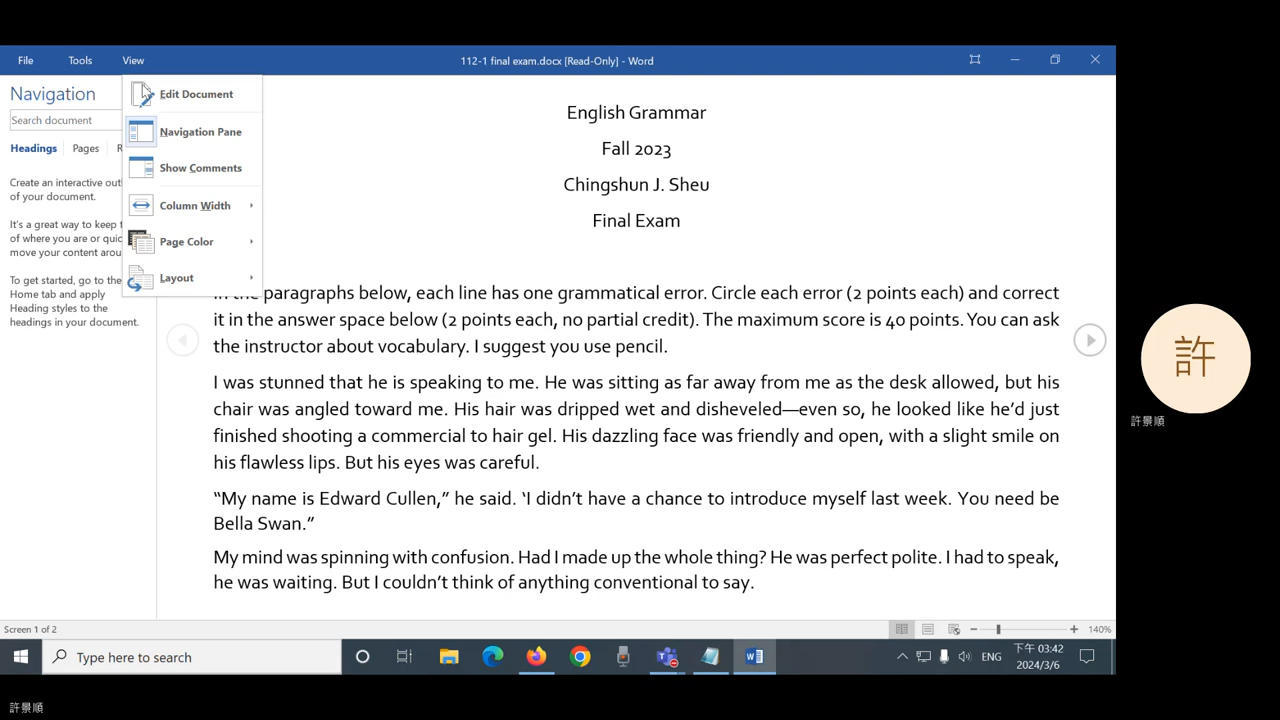 File Tools View 112-1 final exam.docx [Read-Only] - Word
Navigation
Search document
Headings Pages R
Create an interactive outl
of your document.
It's a great way to keep t
of where you are or quic
move your content arou
To get started, go to the
Home tab and apply
Heading styles to the
headings in your document.
Edit Document
Navigation Pane
Show Comments
Column Width
Page Color
Layout
English Grammar
Fall 2023
Chingshun J. Sheu
Final Exam
In the paragraphs below, each line has one grammatical error. Circle each error (2 points each) and correct
it in the answer space below (2 points each, no partial credit). The maximum score is 40 points. You can ask
the instructor about vocabulary. I suggest you use pencil.
I was stunned that he is speaking to me. He was sitting as far away from me as the desk allowed, but his
chair was angled toward me. His hair was dripped wet and disheveled—even so, he looked like he’d just
finished shooting a commercial to hair gel. His dazzling face was friendly and open, with a slight smile on
his flawless lips. But his eyes was careful.
“My name is Edward Cullen,” he said. ‘I didn’t have a chance to introduce myself last week. You need be
Bella Swan.”
My mind was spinning with confusion. Had I made up the whole thing? He was perfect polite. I had to speak,
he was waiting. But I couldn’t think of anything conventional to say.
Screen 1 of 2 140%
Type here to search
ENG
下午 03:42
2024/3/6
許
許景順
許景順